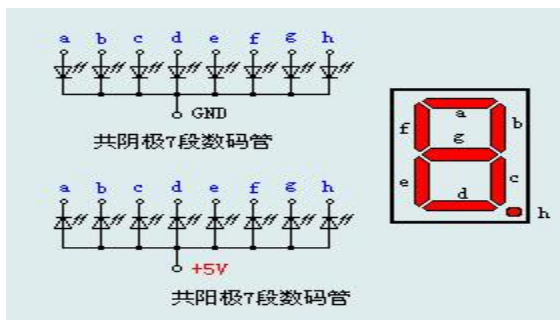 a b c d e f g h
GND
共阴极7段数码管
a b c d e f g h
+5V
共阳极7段数码管
a
f b
g
e c
d
h